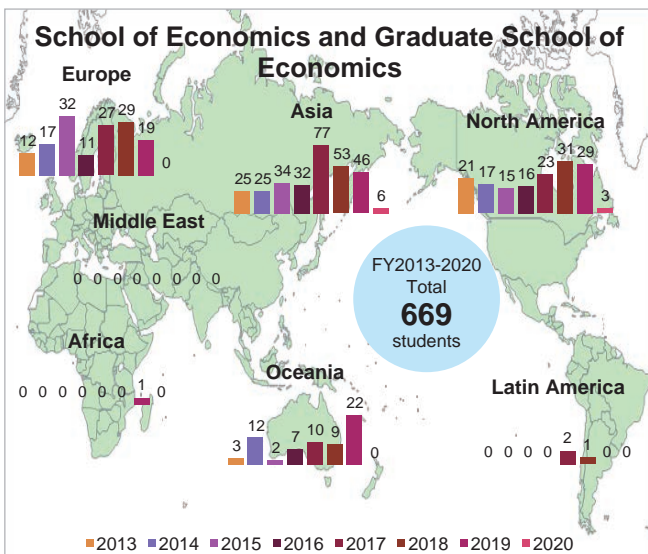 School of Economics and Graduate School of
Economics
Europe
12 17 32 11 27 29 19 0
Asia
25 25 34 32 77 53 46 6
North America
21 17 15 16 23 31 29 3
Middle East
0 0 0 0 0 0 0 0
FY2013-2020
Total
669
students
Africa
0 0 0 0 0 0 1 0
Oceania
3 12 2 7 10 9 22 0
Latin America
0 0 0 0 2 1 0 0
2013 2014 2015 2016 2017 2018 2019 2020